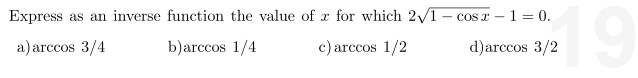 Express as an inverse function the value of x for which 2√(1 − cos x) − 1 = 0.
a)arccos 3/4 b)arccos 1/4 c) arccos 1/2 d)arccos 3/2
19